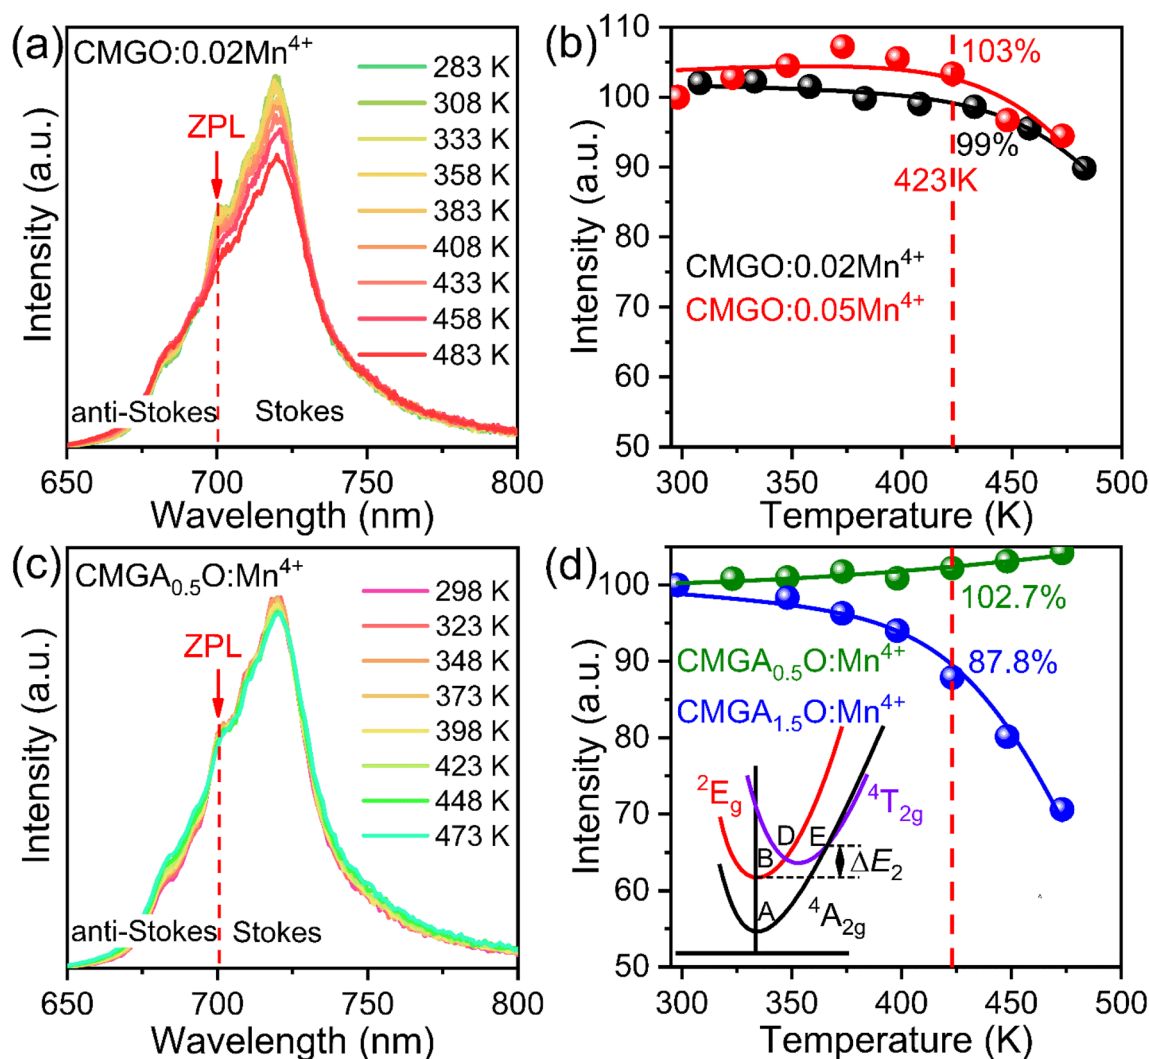 (a)
CMGO:0.02Mn⁴⁺
ZPL
283 K
308 K
333 K
358 K
383 K
408 K
433 K
458 K
483 K
anti-Stokes
Stokes
Intensity (a.u.)
650
700
750
800
Wavelength (nm)
(b)
110
100
90
80
70
60
50
103%
99%
423 K
CMGO:0.02Mn⁴⁺
CMGO:0.05Mn⁴⁺
Intensity (a.u.)
300
350
400
450
500
Temperature (K)
(c)
CMGA₀.₅O:Mn⁴⁺
ZPL
298 K
323 K
348 K
373 K
398 K
423 K
448 K
473 K
anti-Stokes
Stokes
Intensity (a.u.)
650
700
750
800
Wavelength (nm)
(d)
100
90
80
70
60
50
102.7%
87.8%
CMGA₀.₅O:Mn⁴⁺
CMGA₁.₅O:Mn⁴⁺
²E_g
⁴T₂g
D
E
B
ΔE₂
A
⁴A₂g
Intensity (a.u.)
300
350
400
450
500
Temperature (K)